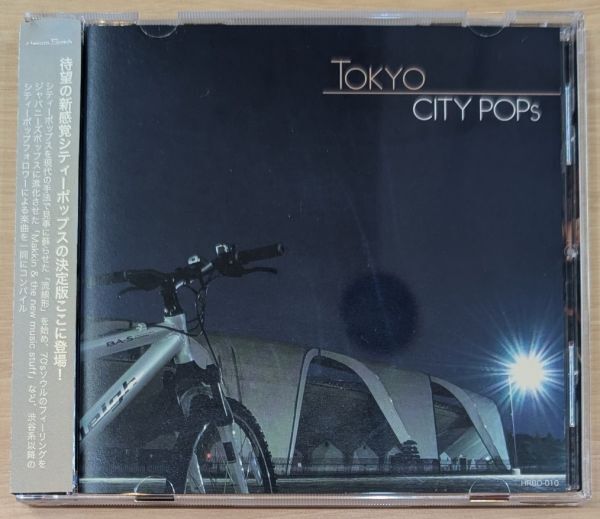 待望の新感覚シティーポップスの決定版ここに登場！
シティーポップスを現代の手法で見事に蘇らせた「流線形」を始め、70'sソウルのフィーリングを
ジャパニーズポップスに進化させた「Makkin & the new music stuff」など、渋谷系以降の
シティーポップフォロワーによる楽曲を一同にコンパイル
TOKYO
CITY POPs
RA-S
aleigh
HRBD-010